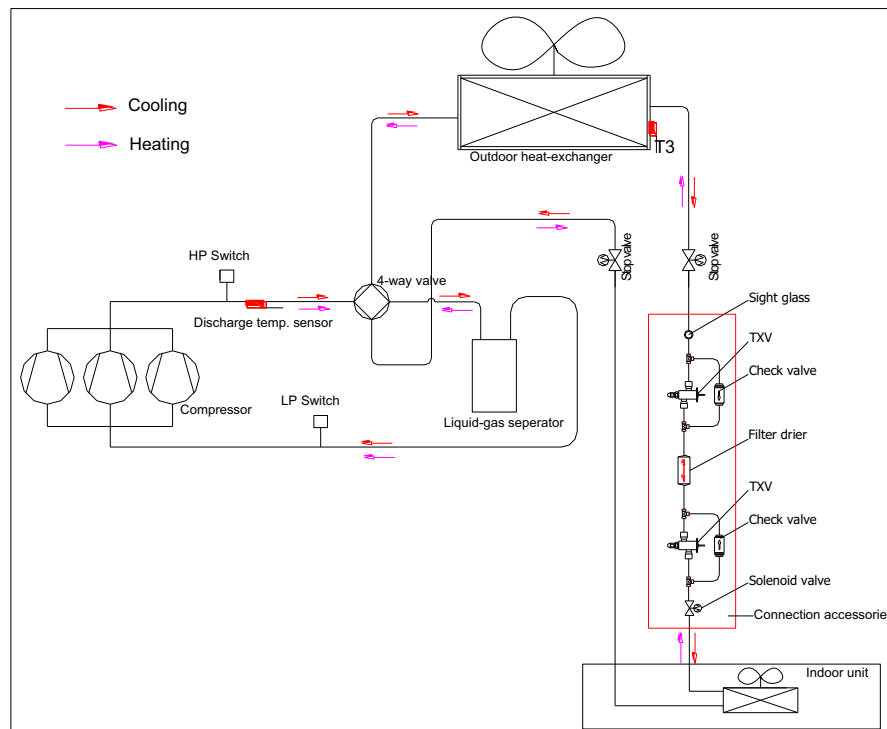 Cooling
Heating
T3
Outdoor heat-exchanger
HP Switch
4-way valve
Stop valve
Stop valve
Discharge temp. sensor
Sight glass
TXV
Check valve
Compressor
LP Switch
Liquid-gas seperator
Filter drier
TXV
Check valve
Solenoid valve
Connection accessorie
Indoor unit